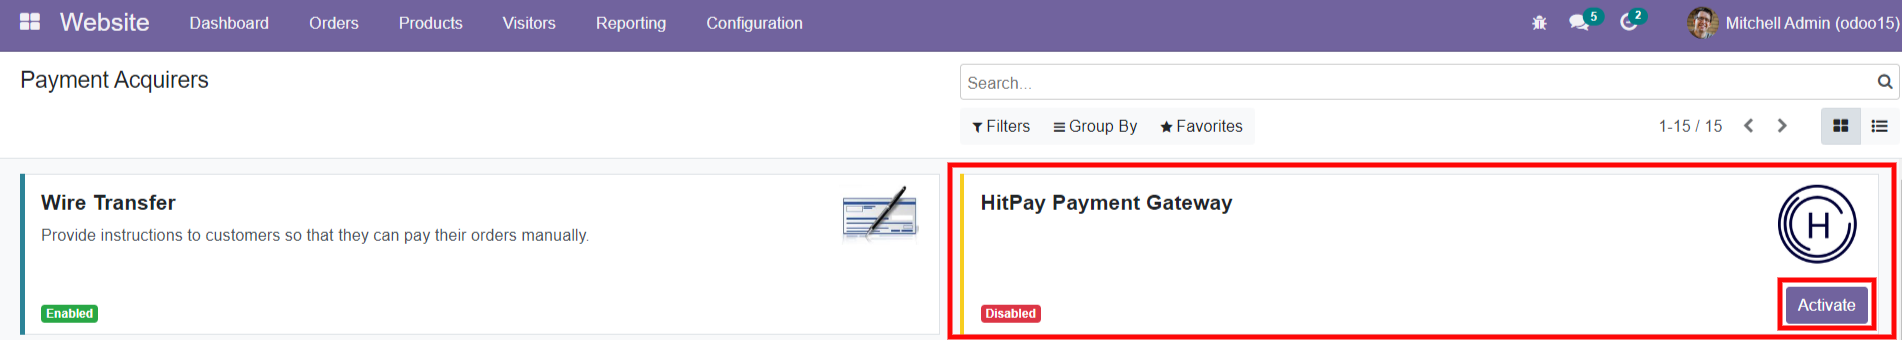 Website Dashboard Orders Products Visitors Reporting Configuration 5 2 Mitchell Admin (odoo15)
Payment Acquirers
Search...
Filters Group By Favorites 1-15 / 15
Wire Transfer
Provide instructions to customers so that they can pay their orders manually.
Enabled
HitPay Payment Gateway
H
Disabled
Activate